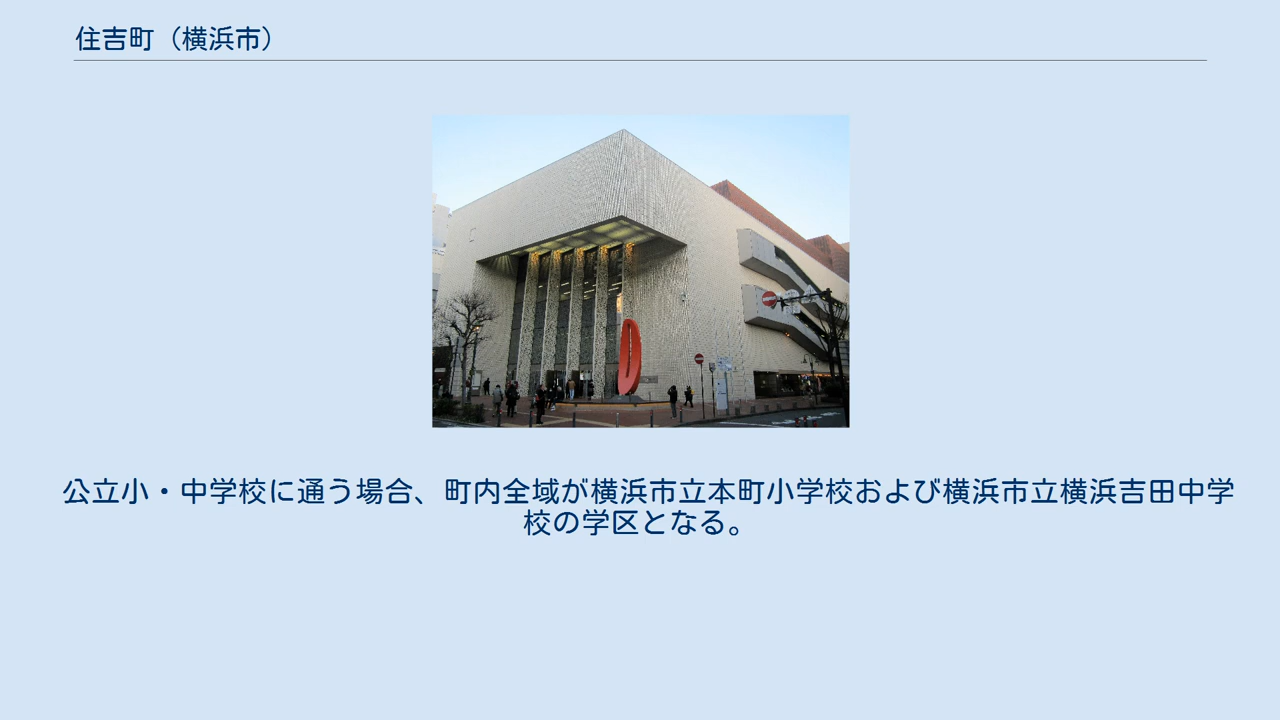 住吉町（横浜市）
公立小・中学校に通う場合、町内全域が横浜市立本町小学校および横浜市立横浜吉田中学
校の学区となる。